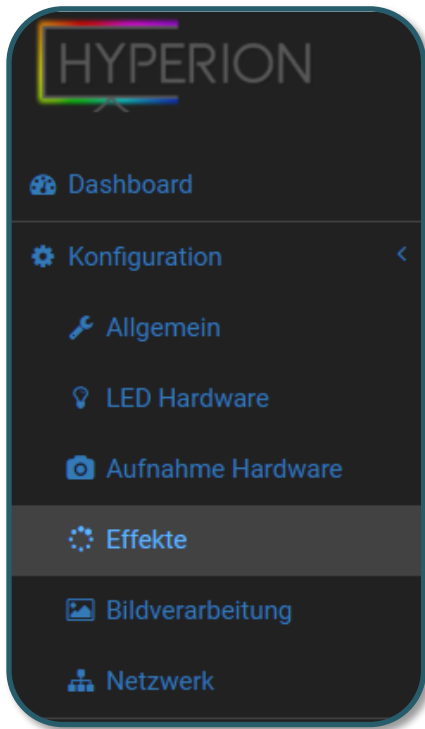 HYPERION
Dashboard
Konfiguration
Allgemein
LED Hardware
Aufnahme Hardware
Effekte
Bildverarbeitung
Netzwerk